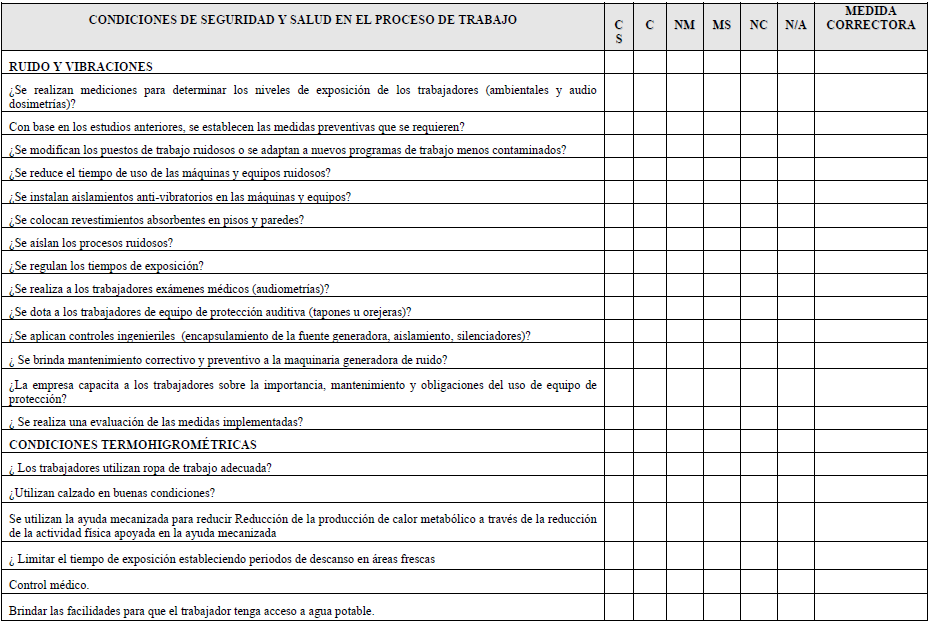 CONDICIONES DE SEGURIDAD Y SALUD EN EL PROCESO DE TRABAJO
C
S
C
NM
MS
NC
N/A
MEDIDA
CORRECTORA
RUIDO Y VIBRACIONES
¿Se realizan mediciones para determinar los niveles de exposición de los trabajadores (ambientales y audio
dosimetrías)?
Con base en los estudios anteriores, se establecen las medidas preventivas que se requieren?
¿Se modifican los puestos de trabajo ruidosos o se adaptan a nuevos programas de trabajo menos contaminados?
¿Se reduce el tiempo de uso de las máquinas y equipos ruidosos?
¿Se instalan aislamientos anti-vibratorios en las máquinas y equipos?
¿Se colocan revestimientos absorbentes en pisos y paredes?
¿Se aíslan los procesos ruidosos?
¿Se regulan los tiempos de exposición?
¿Se realiza a los trabajadores exámenes médicos (audiometrías)?
¿Se dota a los trabajadores de equipo de protección auditiva (tapones u orejeras)?
¿Se aplican controles ingenieriles (encapsulamiento de la fuente generadora, aislamiento, silenciadores)?
¿ Se brinda mantenimiento correctivo y preventivo a la maquinaria generadora de ruido?
¿La empresa capacita a los trabajadores sobre la importancia, mantenimiento y obligaciones del uso de equipo de
protección?
¿ Se realiza una evaluación de las medidas implementadas?
CONDICIONES TERMOHIGROMÉTRICAS
¿ Los trabajadores utilizan ropa de trabajo adecuada?
¿Utilizan calzado en buenas condiciones?
Se utilizan la ayuda mecanizada para reducir Reducción de la producción de calor metabólico a través de la reducción
de la actividad física apoyada en la ayuda mecanizada
¿ Limitar el tiempo de exposición estableciendo periodos de descanso en áreas frescas
Control médico.
Brindar las facilidades para que el trabajador tenga acceso a agua potable.